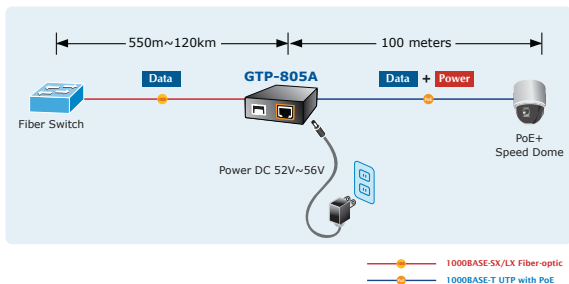 550m~120km
100 meters
Data
GTP-805A
Data + Power
Fiber Switch
PoE+
Speed Dome
Power DC 52V~56V
1000BASE-SX/LX Fiber-optic
1000BASE-T UTP with PoE